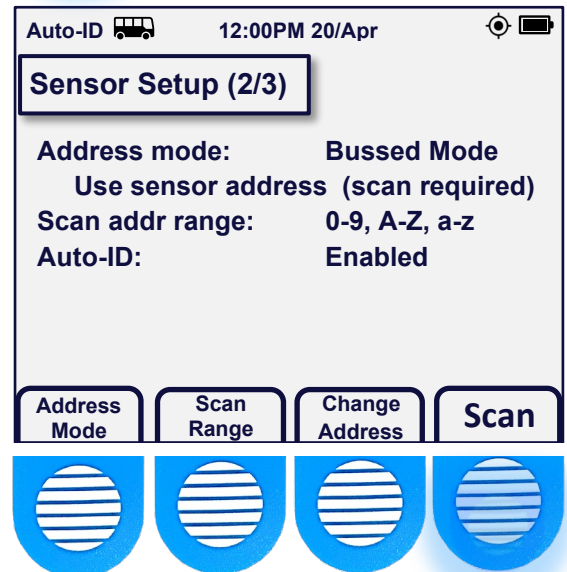 Auto-ID 12:00PM 20/Apr
Sensor Setup (2/3)
Address mode: Bussed Mode
Use sensor address (scan required)
Scan addr range: 0-9, A-Z, a-z
Auto-ID: Enabled
Address Mode
Scan Range
Change Address
Scan